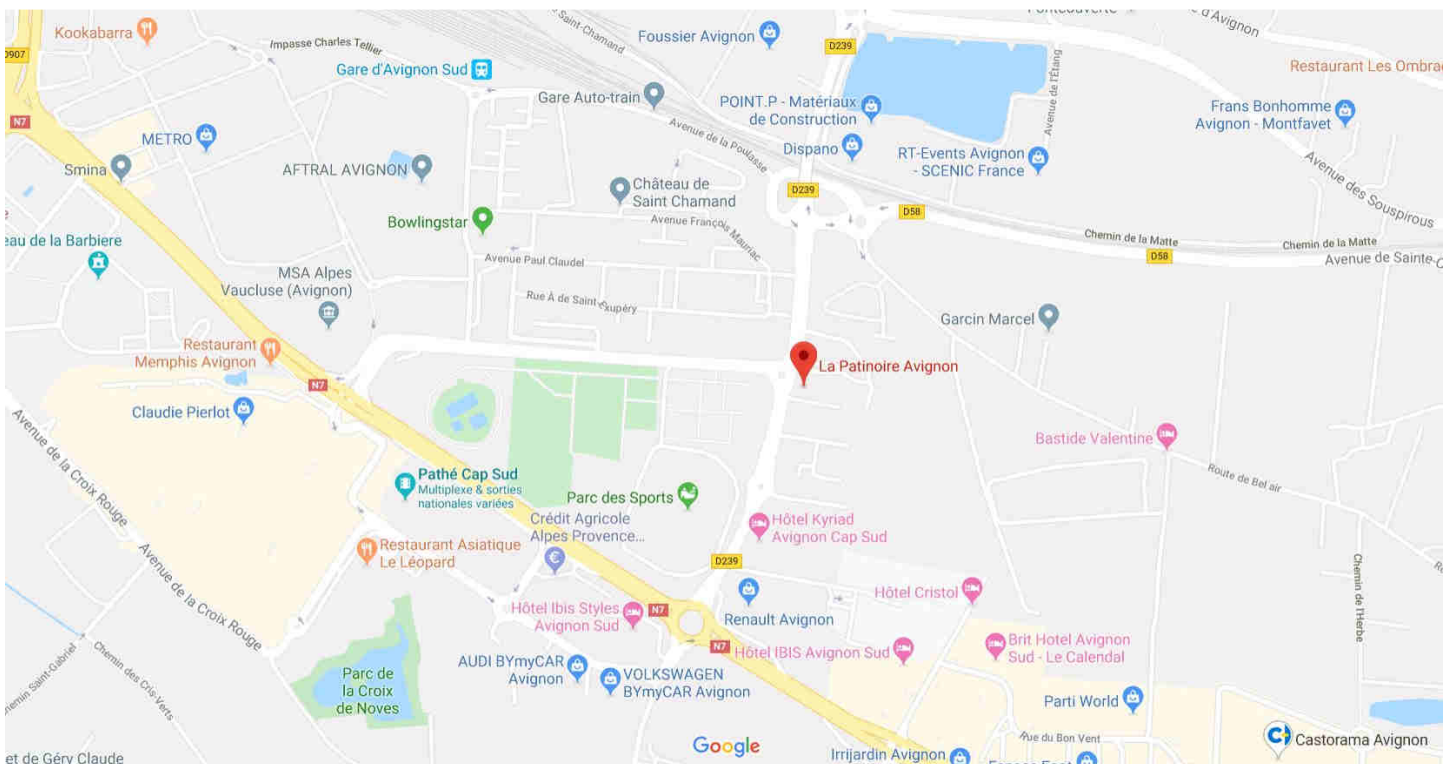 Kookabarra
Impasse Charles Tellier
Saint-Chamand
Foussier Avignon
D239
d'Avignon
D907
Gare d'Avignon Sud
Restaurant Les Ombra
Gare Auto-train
POINT.P - Matériaux
de Construction
Avenue de l'Étang
Frans Bonhomme
Avignon - Montfavet
N7
METRO
Avenue de la Poulasse
Dispano
RT-Events Avignon
- SCENIC France
Smina
AFTRAL AVIGNON
Château de
Saint Chamand
D239
Avenue des Souspirous
Bowlingstar
Avenue François Mauriac
D58
eau de la Barbiere
Avenue Paul Claudel
Chemin de la Matte
Chemin de la Matte
D58
Avenue de Sainte-C
MSA Alpes
Vaucluse (Avignon)
Rue A de Saint-Exupéry
Garcin Marcel
Restaurant
Memphis Avignon
La Patinoire Avignon
N7
Claudie Pierlot
Avenue de la Croix Rouge
Bastide Valentine
Route de Bel air
Pathé Cap Sud
Multiplexe & sorties
nationales variées
Parc des Sports
Crédit Agricole
Alpes Provence...
Hôtel Kyriad
Avignon Cap Sud
Restaurant Asiatique
Le Léopard
Avenue de la Croix Rouge
D239
Chemin de l'Herbe
Hôtel Cristol
Hôtel Ibis Styles
Avignon Sud
N7
Renault Avignon
N7
Hôtel IBIS Avignon Sud
Brit Hotel Avignon
Sud - Le Calendal
AUDI BYmyCAR
Avignon
VOLKSWAGEN
BYmyCAR Avignon
Parc de
la Croix
de Noves
Chemin des Cris-Verts
hemin Saint-Gabriel
Parti World
Rue du Bon Vent
Google
Irrijardin Avignon
Castorama Avignon
et de Géry Claude